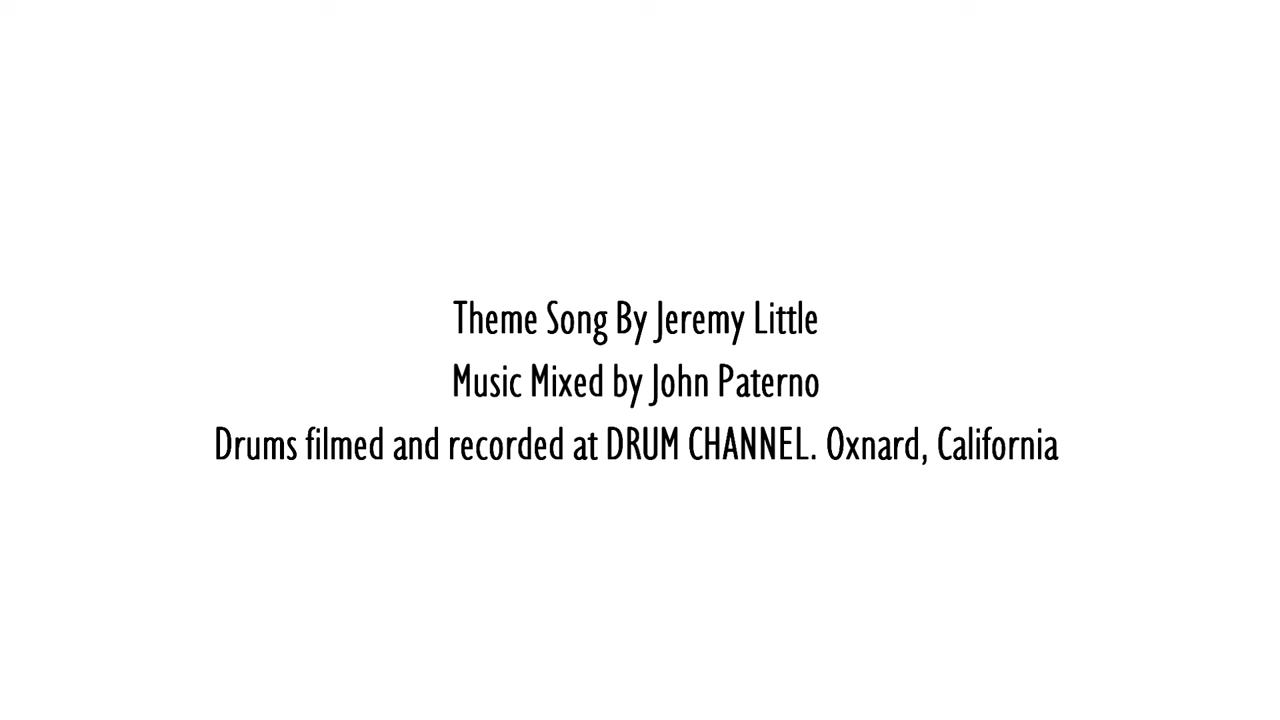 Theme Song By Jeremy Little
Music Mixed by John Paterno
Drums filmed and recorded at DRUM CHANNEL. Oxnard, California